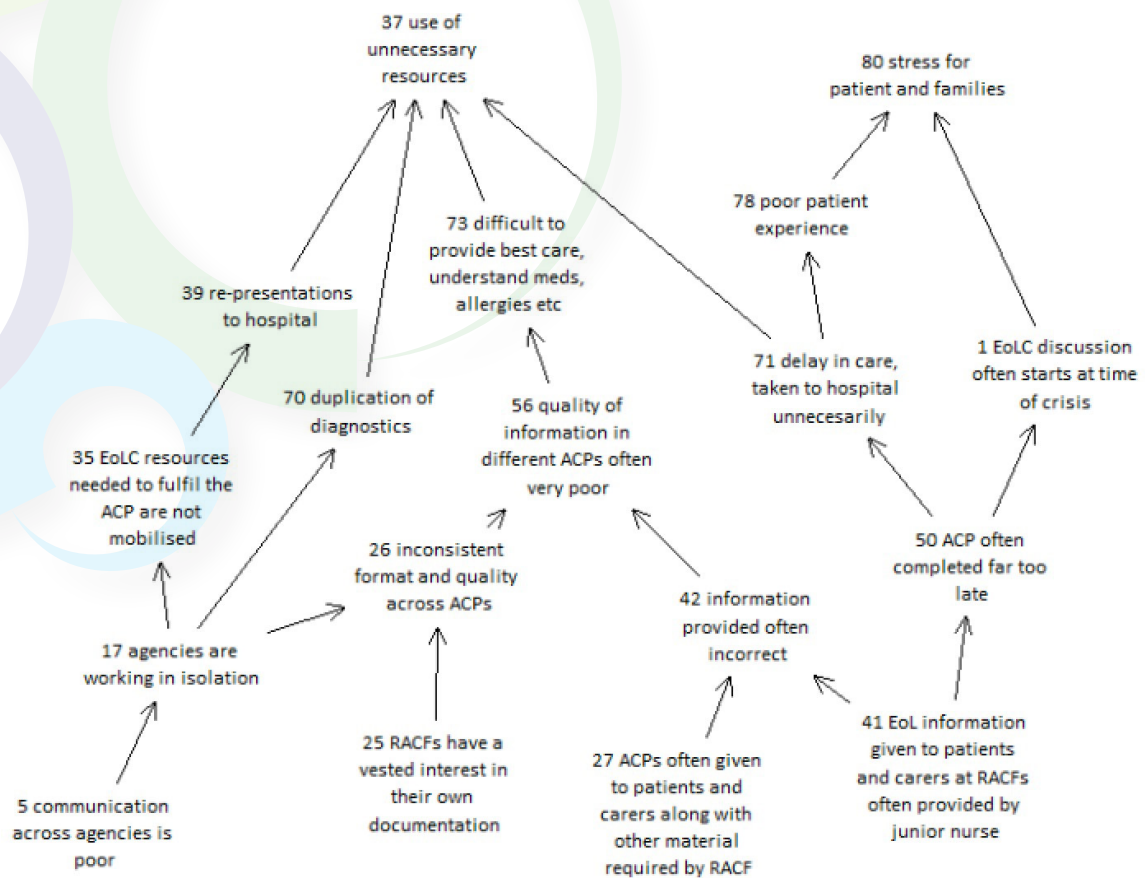 37 use of
unnecessary
resources
80 stress for
patient and families
78 poor patient
experience
73 difficult to
provide best care,
understand meds,
allergies etc
39 re-presentations
to hospital
71 delay in care,
taken to hospital
unnecesarily
1 EoLC discussion
often starts at time
of crisis
70 duplication of
diagnostics
56 quality of
information in
different ACPs often
very poor
35 EoLC resources
needed to fulfil the
ACP are not
mobilised
26 inconsistent
format and quality
across ACPs
50 ACP often
completed far too
late
42 information
provided often
incorrect
17 agencies are
working in isolation
25 RACFs have a
vested interest in
their own
documentation
27 ACPs often given
to patients and
carers along with
other material
required by RACF
41 EoL information
given to patients
and carers at RACFs
often provided by
junior nurse
5 communication
across agencies is
poor